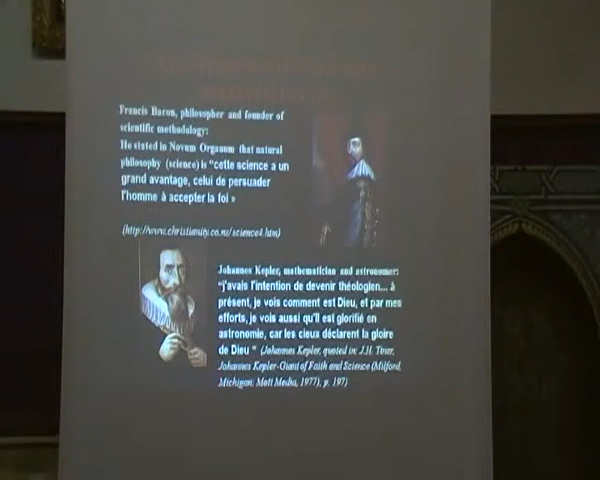 Francis Bacon, philosopher and founder of
scientific methodology:
He stated in Novum Organum that natural
philosophy (science) is "cette science a un
grand avantage, celui de persuader
l'homme à accepter la foi »
(http://www.christianity.co.nz/science4.htm)
Johannes Kepler, mathematician and astronomer:
"j'avais l'intention de devenir théologien... à
présent, je vois comment est Dieu, et par mes
efforts, je vois aussi qu'il est glorifié en
astronomie, car les cieux déclarent la gloire
de Dieu " (Johannes Kepler, quoted in: J.H. Tiner,
Johannes Kepler-Giant of Faith and Science (Milford,
Michigan: Mott Media, 1977), p. 197)